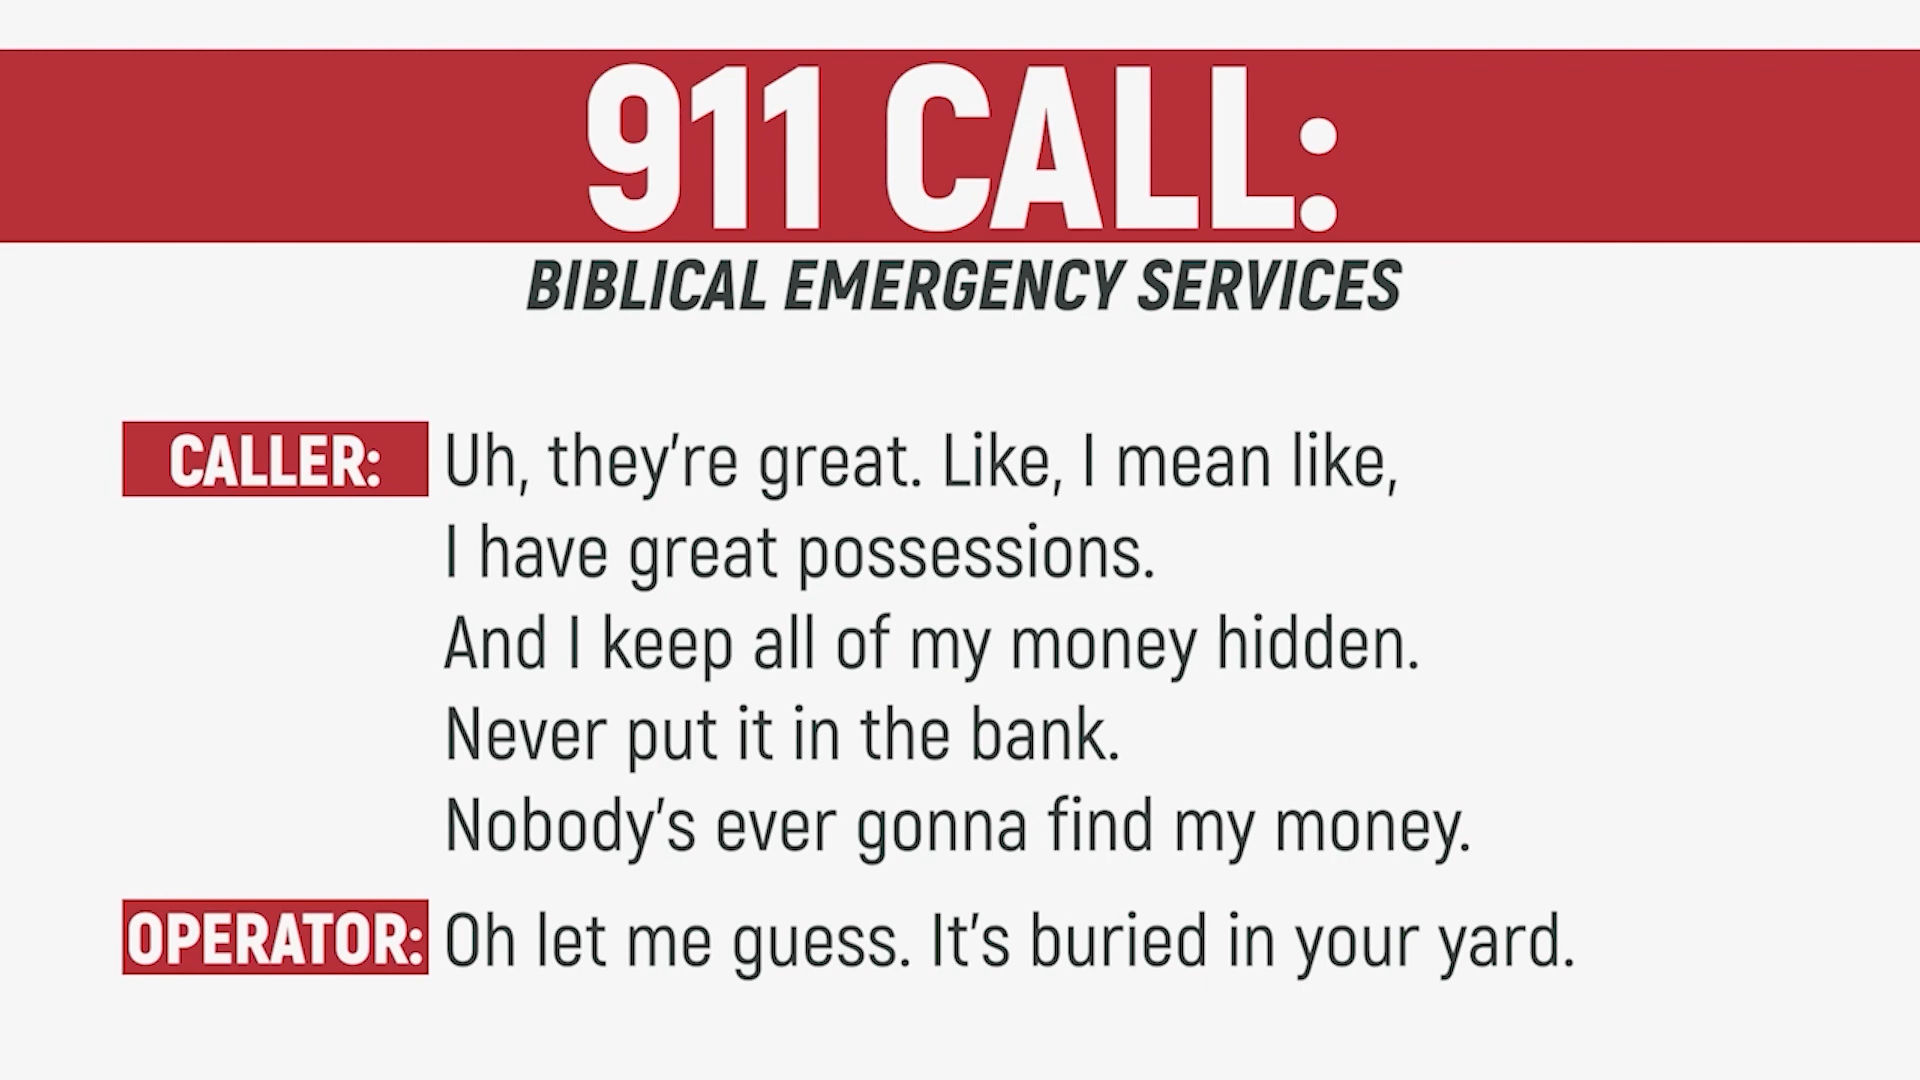 911 CALL:
BIBLICAL EMERGENCY SERVICES
CALLER: Uh, they're great. Like, I mean like,
I have great possessions.
And I keep all of my money hidden.
Never put it in the bank.
Nobody's ever gonna find my money.
OPERATOR: Oh let me guess. It's buried in your yard.